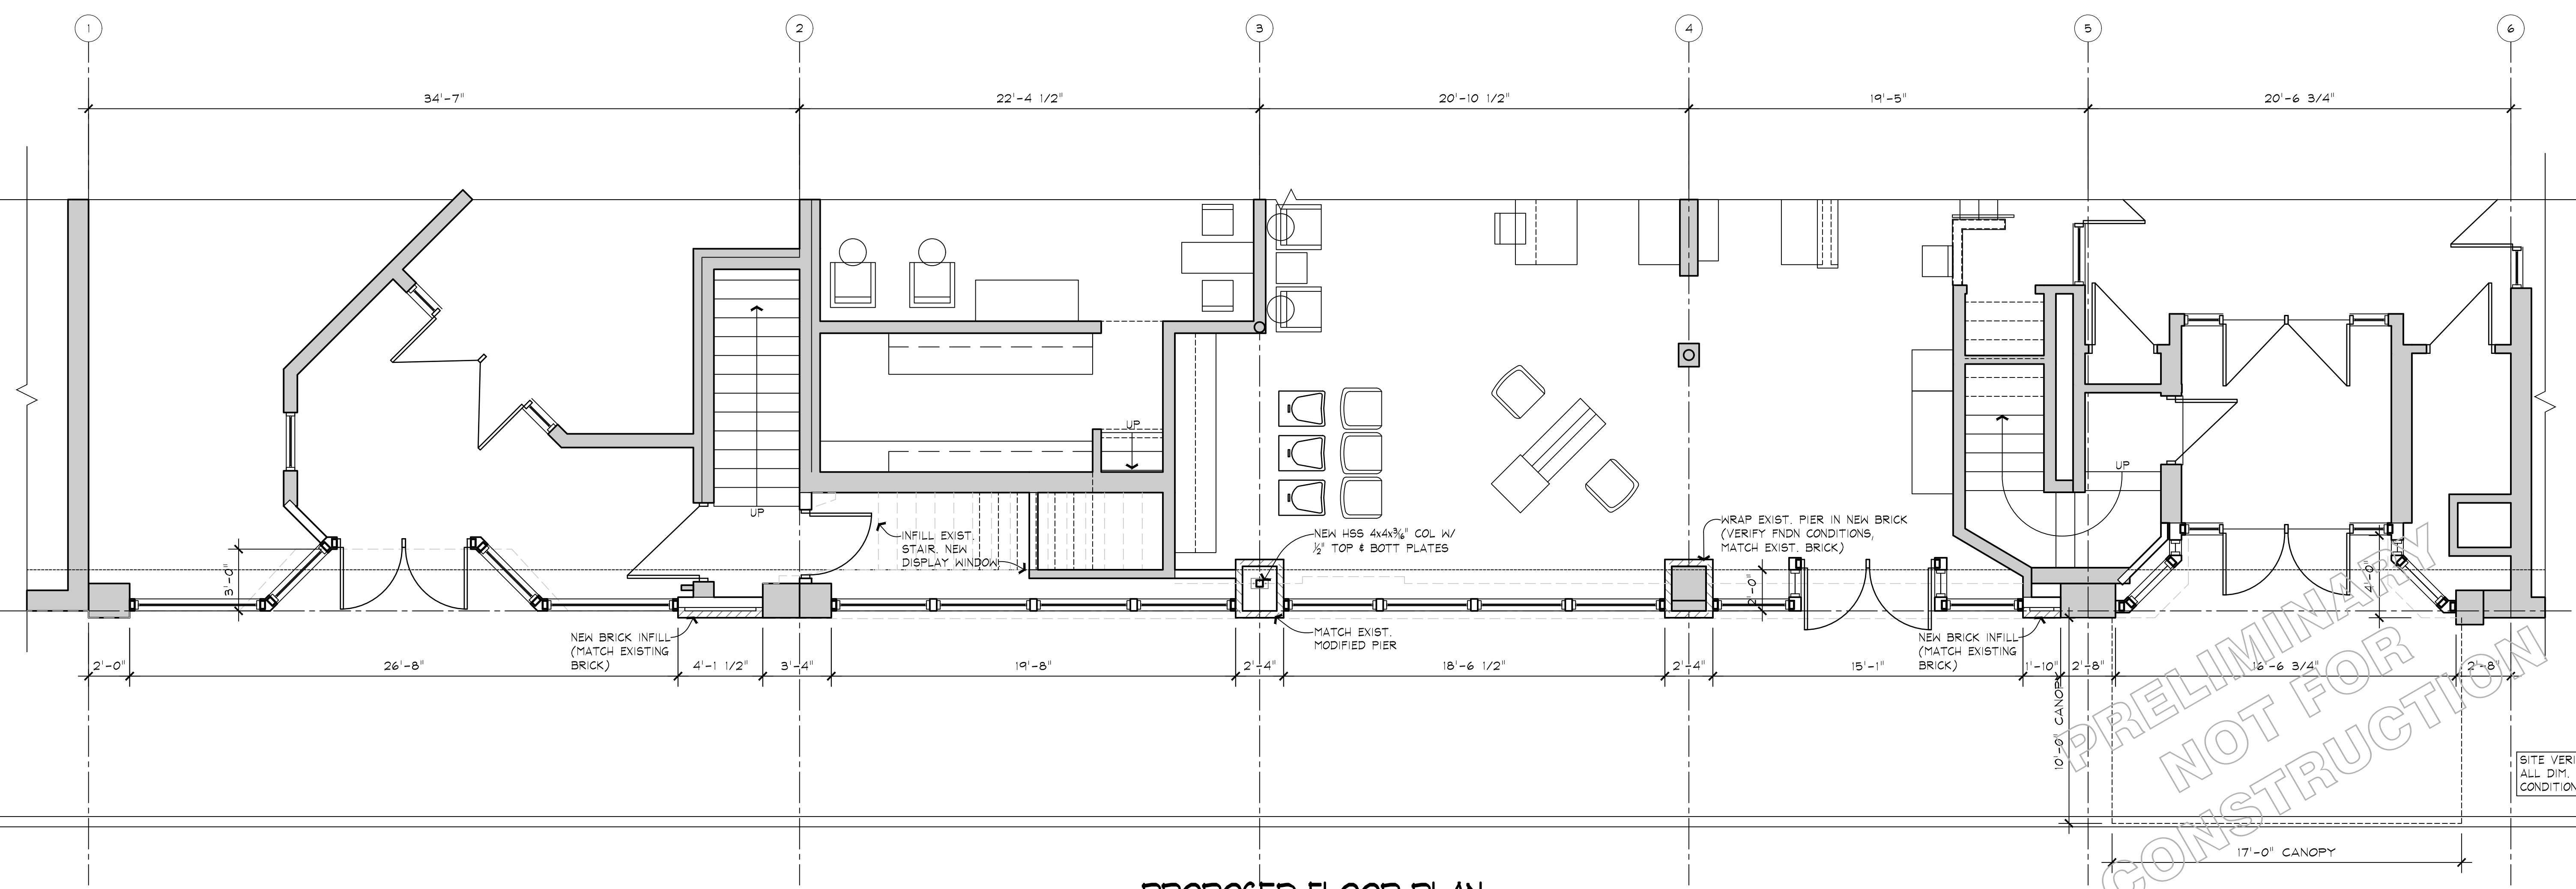 1
2
3
4
5
6
34'-7"
22'-4 1/2"
20'-10 1/2"
19'-5"
20'-6 3/4"
UP
UP
UP
INFILL EXIST.
STAIR. NEW
DISPLAY WINDOW
NEW HSS 4x4x3/16" COL W/
1/2" TOP & BOTT PLATES
WRAP EXIST. PIER IN NEW BRICK
(VERIFY FNDN CONDITIONS,
MATCH EXIST. BRICK)
3'-0"
2'-0"
4'-0"
NEW BRICK INFILL
(MATCH EXISTING
BRICK)
MATCH EXIST.
MODIFIED PIER
NEW BRICK INFILL
(MATCH EXISTING
BRICK)
2'-0"
26'-8"
4'-1 1/2"
3'-4"
19'-8"
2'-4"
18'-6 1/2"
2'-4"
15'-1"
1'-10"
2'-8"
16'-6 3/4"
2'-8"
10'-0" CANOPY
PRELIMINARY
NOT FOR
CONSTRUCTION
SITE VERI
ALL DIM.
CONDITION
17'-0" CANOPY
PROPOSED FLOOR PLAN